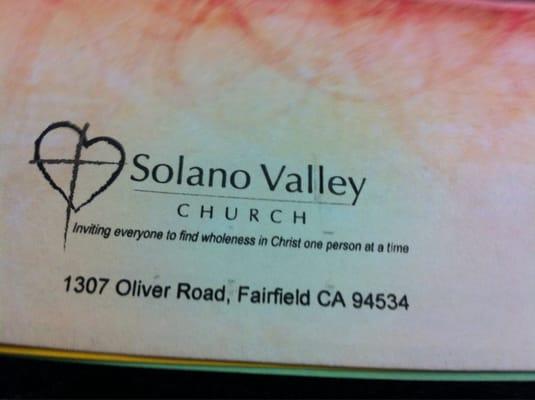 Solano Valley
CHURCH
Inviting everyone to find wholeness in Christ one person at a time
1307 Oliver Road, Fairfield CA 94534